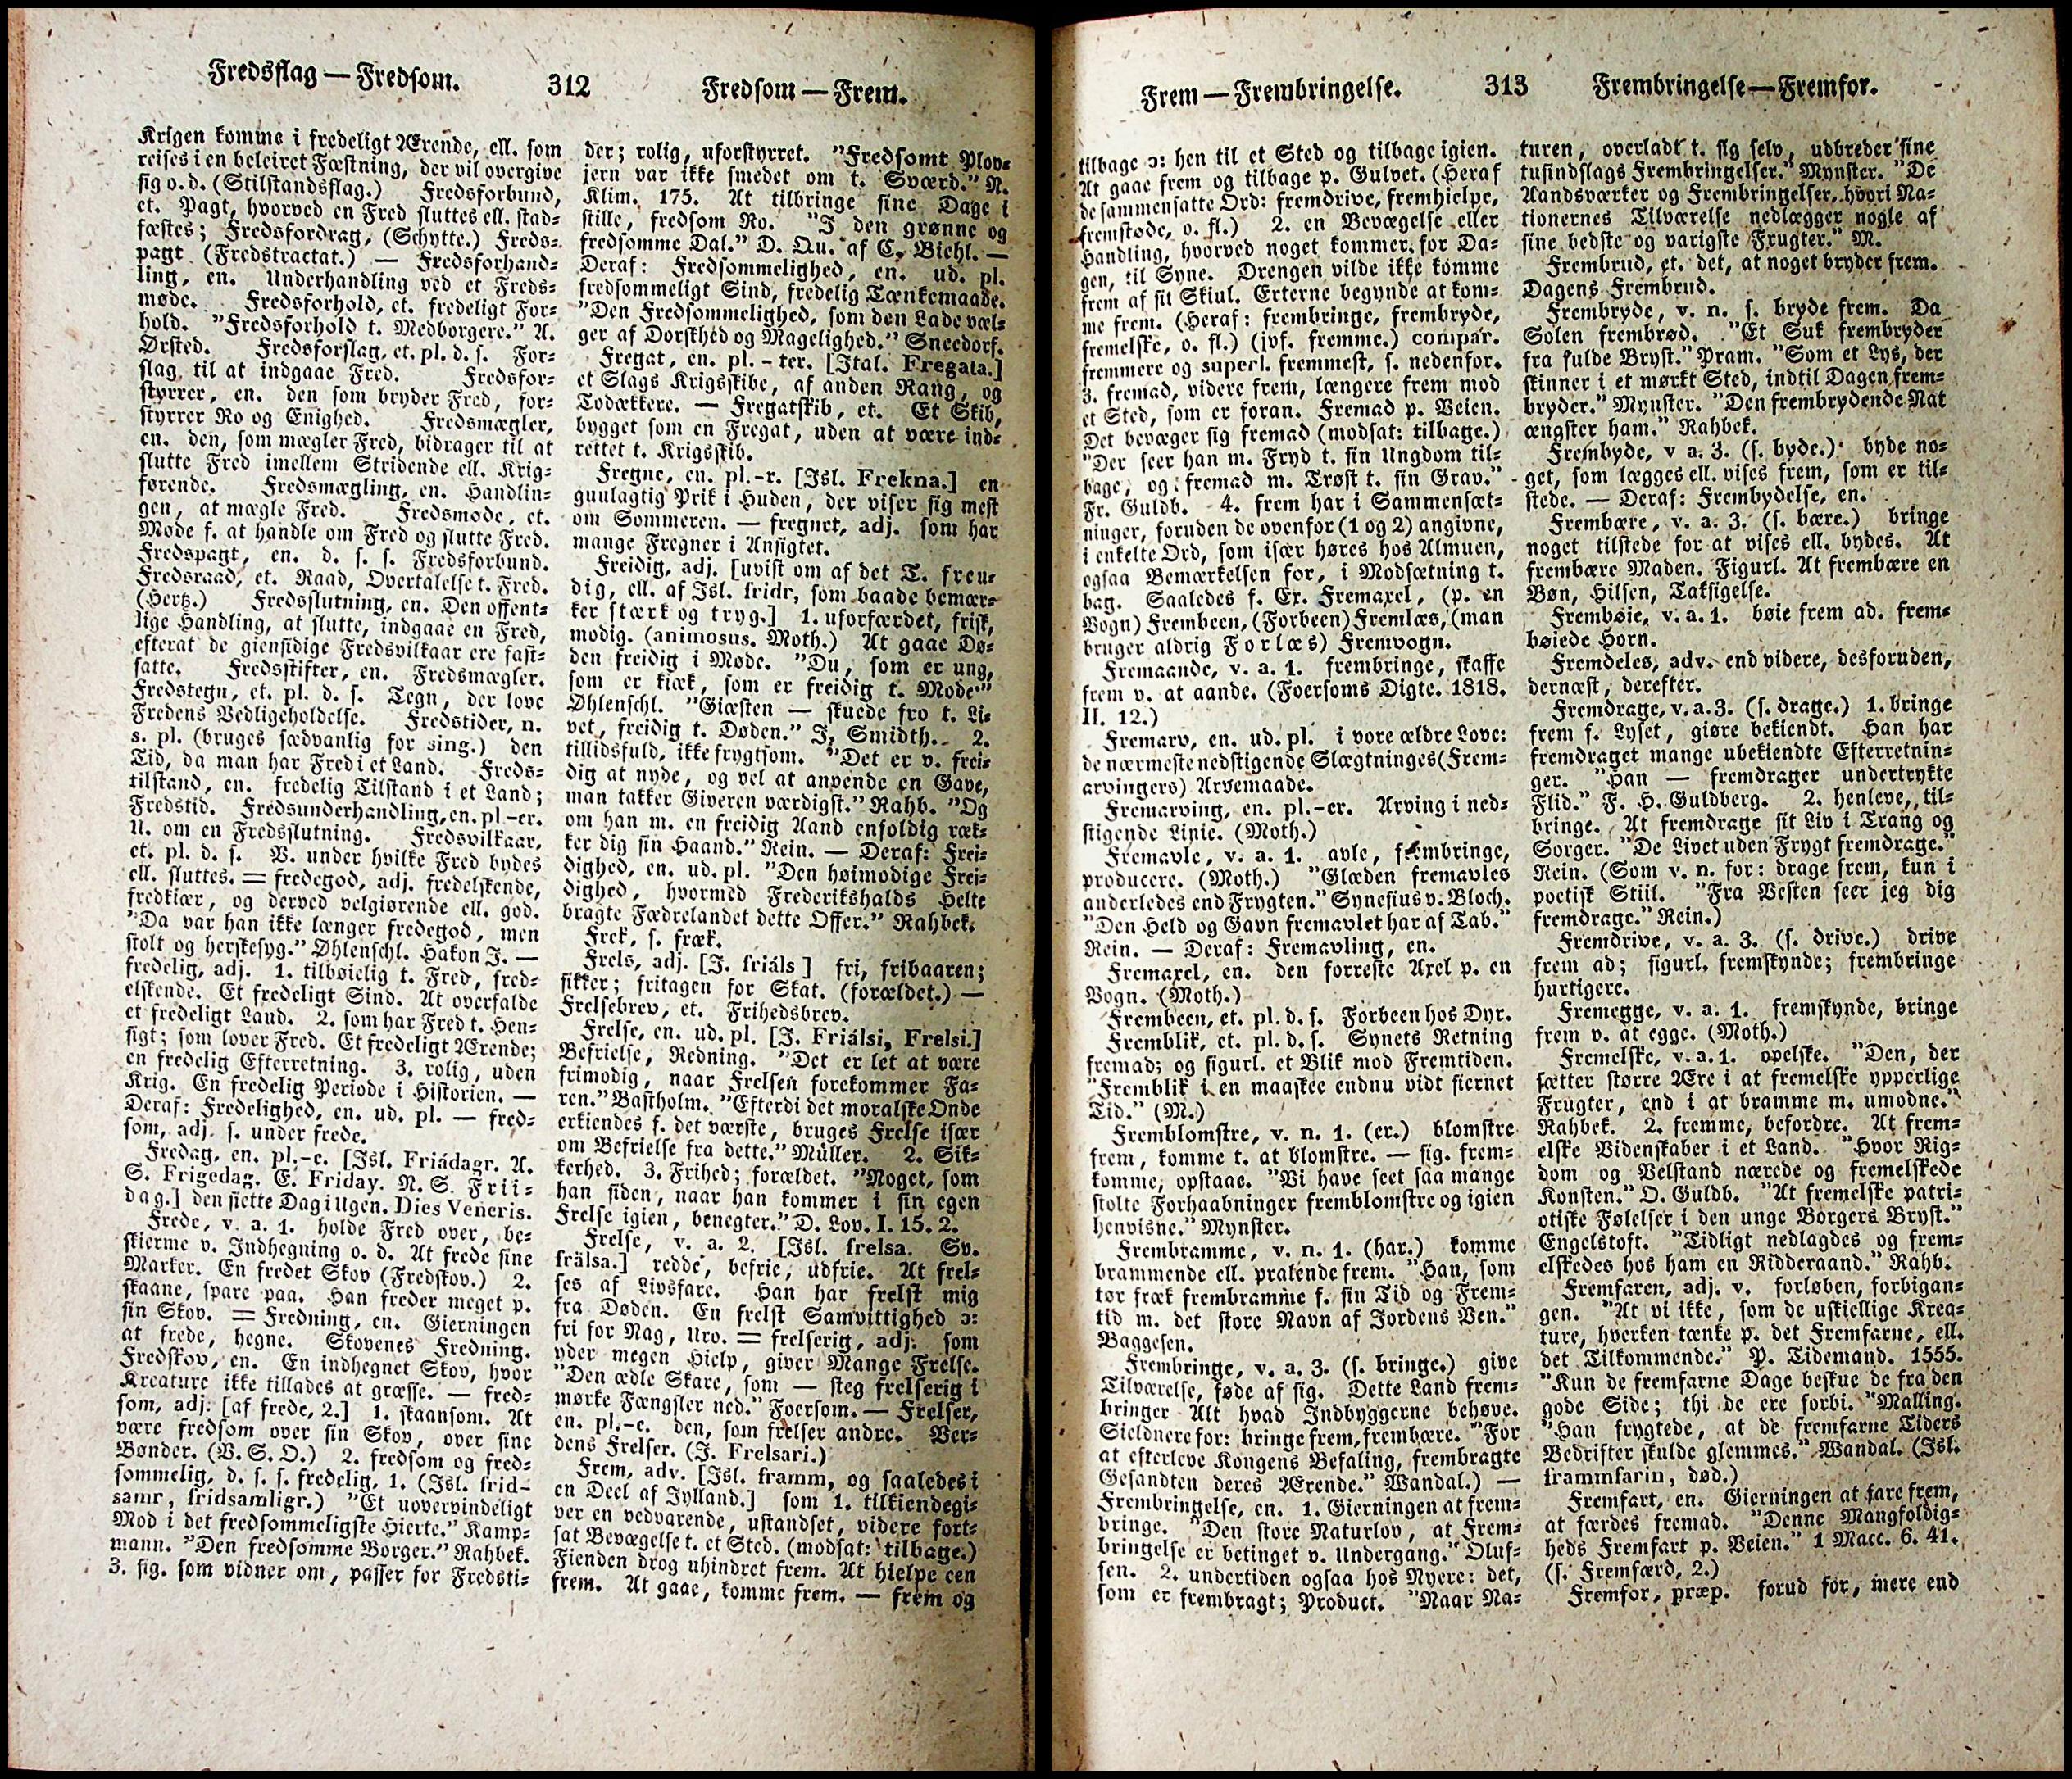 Fredsflag — Fredsom. 312 Fredsom — Frem.
Krigen komme i fredeligt Ærende, ell. som
reises i en beleiret Fæstning, der vil overgive
sig o. d. (Stilstandsflag.) Fredsforbund,
et. Pagt, hvorved en Fred sluttes ell. stad-
fæstes; Fredsfordrag, (Schytte.) Freds-
pagt (Fredstractat.) — Fredsforhand-
ling, en. Underhandling ved et Freds-
møde. Fredsforhold, et. fredeligt For-
hold. "Fredsforhold t. Medborgere." A.
Ørsted. Fredsforslag, et. pl. d. s. For-
slag til at indgaae Fred. Fredsfor-
styrrer, en. den som bryder Fred, for-
styrrer Ro og Enighed. Fredsmægler,
en. den, som mægler Fred, bidrager til at
slutte Fred imellem Stridende ell. Krig-
førende. Fredsmægling, en. Handlin-
gen, at mægle Fred. Fredsmøde, et.
Møde f. at handle om Fred og slutte Fred.
Fredspagt, en. d. s. s. Fredsforbund.
Fredsraad, et. Raad, Overtalelse t. Fred.
(Hertz.) Fredsslutning, en. Den offent-
lige Handling, at slutte, indgaae en Fred,
efterat de giensidige Fredsvilkaar ere fast-
satte. Fredsstifter, en. Fredsmægler.
Fredstegn, et. pl. d. s. Tegn, der love
Fredens Vedligeholdelse. Fredstider, n.
s. pl. (bruges sædvanlig for sing.) den
Tid, da man har Fred i et Land. Freds-
tilstand, en. fredelig Tilstand i et Land;
Fredstid. Fredsunderhandling, en. pl.-er.
U. om en Fredsslutning. Fredsvilkaar,
et. pl. d. s. V. under hvilke Fred bydes
ell. sluttes. = fredegod, adj. fredelskende,
fredkiær, og derved velgiørende ell. god.
"Da var han ikke længer fredegod, men
stolt og herskesyg." Øhlenschl. Hakon J. —
fredelig, adj. 1. tilbøielig t. Fred, fred-
elskende. Et fredeligt Sind. At overfalde
et fredeligt Land. 2. som har Fred t. Hen-
sigt; som lover Fred. Et fredeligt Ærende;
en fredelig Efterretning. 3. rolig, uden
Krig. En fredelig Periode i Historien. —
Deraf: Fredelighed, en. ud. pl. — fred-
som, adj. s. under frede.
Fredag, en. pl.-e. [Isl. Friádagr. A.
S. Frigedag. E. Friday. N. S. Frii-
dag.] den siette Dag i Ugen. Dies Veneris.
Frede, v. a. 1. holde Fred over, be-
skierme v. Indhegning o. d. At frede sine
Marker. En fredet Skov (Fredskov.) 2.
skaane, spare paa. Han freder meget p.
sin Skov. = Fredning, en. Gierningen
at frede, hegne. Skovenes Fredning.
Fredskov, en. En indhegnet Skov, hvor
Kreature ikke tillades at græsse. — fred-
som, adj. [af frede, 2.] 1. skaansom. At
være fredsom over sin Skov, over sine
Bønder. (V. S. O.) 2. fredsom og fred-
sommelig, d. s. s. fredelig, 1. (Isl. frid-
samr, fridsamligr.) "Et uovervindeligt
Mod i det fredsommeligste Hierte." Kamp-
mann. "Den fredsomme Borger." Rahbek.
3. fig. som vidner om, passer for Fredsti-
der; rolig, uforstyrret. "Fredsomt Plov-
jern var ikke smedet om t. Sværd." N.
Klim. 175. At tilbringe sine Dage i
stille, fredsom Ro. "I den grønne og
fredsomme Dal." D. Qu. af C. Biehl. —
Deraf: Fredsommelighed, en. ud. pl.
fredsommeligt Sind, fredelig Tænkemaade.
"Den Fredsommelighed, som den Lade væl-
ger af Dorskhed og Magelighed." Sneedorf.
Fregat, en. pl. - ter. [Ital. Fregata.]
et Slags Krigsskibe, af anden Rang, og
Todækkere. — Fregatskib, et. Et Skib,
bygget som en Fregat, uden at være ind-
rettet t. Krigsskib.
Fregne, en. pl.-r. [Isl. Frekna.] en
guulagtig Prik i Huden, der viser sig mest
om Sommeren. — fregnet, adj. som har
mange Fregner i Ansigtet.
Freidig, adj. [uvist om af det T. freu-
dig, ell. af Isl. fridr, som baade bemær-
ker stærk og tryg.] 1. uforfærdet, frisk,
modig. (animosus. Moth.) At gaae Dø-
den freidig i Møde. "Du, som er ung,
som er kiæk, som er freidig t. Mode"
Øhlenschl. "Giæsten — skuede fro t. Li-
vet, freidig t. Døden." J. Smidth. 2.
tillidsfuld, ikke frygtsom. "Det er v. frei-
dig at nyde, og vel at anvende en Gave,
man takker Giveren værdigst." Rahb. "Og
om han m. en freidig Aand enfoldig ræk-
ker dig sin Haand." Rein. — Deraf: Frei-
dighed, en. ud. pl. "Den høimodige Frei-
dighed, hvormed Frederikshalds Helte
bragte Fædrelandet dette Offer." Rahbek.
Frek, s. fræk.
Frels, adj. [I. friáls] fri, fribaaren;
sikker; fritagen for Skat. (forældet.) —
Frelsebrev, et. Frihedsbrev.
Frelse, en. ud. pl. [I. Friálsi, Frelsi.]
Befrielse, Redning. "Det er let at være
frimodig, naar Frelsen forekommer Fa-
ren." Bastholm. "Efterdi det moralske Onde
erkiendes f. det værste, bruges Frelse især
om Befrielse fra dette." Müller. 2. Sik-
kerhed. 3. Frihed; forældet. "Noget, som
han siden, naar han kommer i sin egen
Frelse igien, benegter." D. Lov. I. 15. 2.
Frelse, v. a. 2. [Isl. frelsa. Sv.
frälsa.] redde, befrie, udfrie. At frel-
ses af Livsfare. Han har frelst mig
fra Døden. En frelst Samvittighed ɔ:
fri for Nag, Uro. = frelserig, adj. som
yder megen Hielp, giver Mange Frelse.
"Den ædle Skare, som — steg frelserig i
mørke Fængsler ned." Foersom. — Frelser,
en. pl.-e. den, som frelser andre. Ver-
dens Frelser. (I. Frelsari.)
Frem, adv. [Isl. framm, og saaledes i
en Deel af Jylland.] som 1. tilkiendegi-
ver en vedvarende, ustandset, videre fort-
sat Bevægelse t. et Sted. (modsat: tilbage.)
Fienden drog uhindret frem. At hielpe een
frem. At gaae, komme frem. — frem og
Frem — Frembringelse. 313 Frembringelse — Fremfor.
tilbage ɔ: hen til et Sted og tilbage igien.
At gaae frem og tilbage p. Gulvet. (Heraf
de sammensatte Ord: fremdrive, fremhielpe,
fremstøde, o. fl.) 2. en Bevægelse eller
Handling, hvorved noget kommer for Da-
gen, til Syne. Drengen vilde ikke komme
frem af sit Skiul. Erterne begynde at kom-
me frem. (Heraf: frembringe, frembryde,
fremelske, o. fl.) (jvf. fremme.) compar.
fremmere og superl. fremmest, s. nedenfor.
3. fremad, videre frem, længere frem mod
et Sted, som er foran. Fremad p. Veien.
Det bevæger sig fremad (modsat: tilbage.)
"Der seer han m. Fryd t. sin Ungdom til-
bage, og fremad m. Trøst t. sin Grav."
Fr. Guldb. 4. frem har i Sammensæt-
ninger, foruden de ovenfor (1 og 2) angivne,
i enkelte Ord, som især høres hos Almuen,
ogsaa Bemærkelsen for, i Modsætning t.
bag. Saaledes f. Ex. Fremaxel, (p. en
Vogn) Frembeen, (Forbeen) Fremlæs, (man
bruger aldrig Forlæs) Fremvogn.
Fremaande, v. a. 1. frembringe, skaffe
frem v. at aande. (Foersoms Digte. 1818.
II. 12.)
Fremarv, en. ud. pl. i vore ældre Love:
de nærmeste nedstigende Slægtninges (Frem-
arvingers) Arvemaade.
Fremarving, en. pl.-er. Arving i ned-
stigende Linie. (Moth.)
Fremavle, v. a. 1. avle, frembringe,
producere. (Moth.) "Glæden fremavles
anderledes end Frygten." Synesius v. Bloch.
"Den Held og Gavn fremavlet har af Tab."
Rein. — Deraf: Fremavling, en.
Fremaxel, en. den forreste Axel p. en
Vogn. (Moth.)
Frembeen, et. pl. d. s. Forbeen hos Dyr.
Fremblik, et. pl. d. s. Synets Retning
fremad; og figurl. et Blik mod Fremtiden.
"Fremblik i en maaskee endnu vidt fiernet
Tid." (M.)
Fremblomstre, v. n. 1. (er.) blomstre
frem, komme t. at blomstre. — fig. frem-
komme, opstaae. "Vi have seet saa mange
stolte Forhaabninger fremblomstre og igien
henvisne." Mynster.
Frembramme, v. n. 1. (har.) komme
brammende ell. pralende frem. "Han, som
tør fræk frembramme f. sin Tid og Frem-
tid m. det store Navn af Jordens Ven."
Baggesen.
Frembringe, v. a. 3. (s. bringe.) give
Tilværelse, føde af sig. Dette Land frem-
bringer Alt hvad Indbyggerne behøve.
Sieldnere for: bringe frem, frembære. "For
at efterleve Kongens Befaling, frembragte
Gesandten deres Ærende." Wandal.) —
Frembringelse, en. 1. Gierningen at frem-
bringe. "Den store Naturlov, at Frem-
bringelse er betinget v. Undergang." Oluf-
sen. 2. undertiden ogsaa hos Nyere: det,
som er frembragt; Product. "Naar Na-
turen, overladt t. sig selv, udbreder sine
tusindslags Frembringelser." Mynster. "De
Aandsværker og Frembringelser, hvori Na-
tionernes Tilværelse nedlægger nogle af
sine bedste og varigste Frugter." M.
Frembrud, et. det, at noget bryder frem.
Dagens Frembrud.
Frembryde, v. n. s. bryde frem. Da
Solen frembrød. "Et Suk frembryder
fra fulde Bryst." Pram. "Som et Lys, der
skinner i et mørkt Sted, indtil Dagen frem-
bryder." Mynster. "Den frembrydende Nat
ængster ham." Rahbek.
Frembyde, v a. 3. (s. byde.) byde no-
get, som lægges ell. vises frem, som er til-
stede. — Deraf: Frembydelse, en.
Frembære, v. a. 3. (s. bære.) bringe
noget tilstede for at vises ell. bydes. At
frembære Maden. Figurl. At frembære en
Bøn, Hilsen, Taksigelse.
Frembøie, v. a. 1. bøie frem ad. frem-
bøiede Horn.
Fremdeles, adv. end videre, desforuden,
dernæst, derefter.
Fremdrage, v. a. 3. (s. drage.) 1. bringe
frem f. Lyset, giøre bekiendt. Han har
fremdraget mange ubekiendte Efterretnin-
ger. "Han — fremdrager undertrykte
Flid." F. H. Guldberg. 2. henleve, til-
bringe. At fremdrage sit Liv i Trang og
Sorger. "De Livet uden Frygt fremdrage."
Rein. (Som v. n. for: drage frem, kun i
poetisk Stiil. "Fra Vesten seer jeg dig
fremdrage." Rein.)
Fremdrive, v. a. 3. (s. drive.) drive
frem ad; figurl. fremskynde; frembringe
hurtigere.
Fremegge, v. a. 1. fremskynde, bringe
frem v. at egge. (Moth.)
Fremelske, v. a. 1. opelske. "Den, der
sætter større Ære i at fremelske ypperlige
Frugter, end i at bramme m. umodne."
Rahbek. 2. fremme, befordre. At frem-
elske Videnskaber i et Land. "Hvor Rig-
dom og Velstand nærede og fremelskede
Konsten." O. Guldb. "At fremelske patri-
otiske Følelser i den unge Borgers Bryst."
Engelstoft. "Tidligt nedlagdes og frem-
elskedes hos ham en Ridderaand." Rahb.
Fremfaren, adj. v. forløben, forbigan-
gen. "At vi ikke, som de uskiellige Krea-
ture, hverken tænke p. det Fremfarne, ell.
det Tilkommende." P. Tidemand. 1555.
"Kun de fremfarne Dage beskue de fra den
gode Side; thi de ere forbi. "Malling.
"Han frygtede, at de fremfarne Tiders
Bedrifter skulde glemmes." Wandal. (Isl.
frammfarin, død.)
Fremfart, en. Gierningen at fare frem,
at færdes fremad. "Denne Mangfoldig-
heds Fremfart p. Veien." 1 Macc. 6. 41.
(s. Fremfærd, 2.)
Fremfor, præp. forud for, mere end